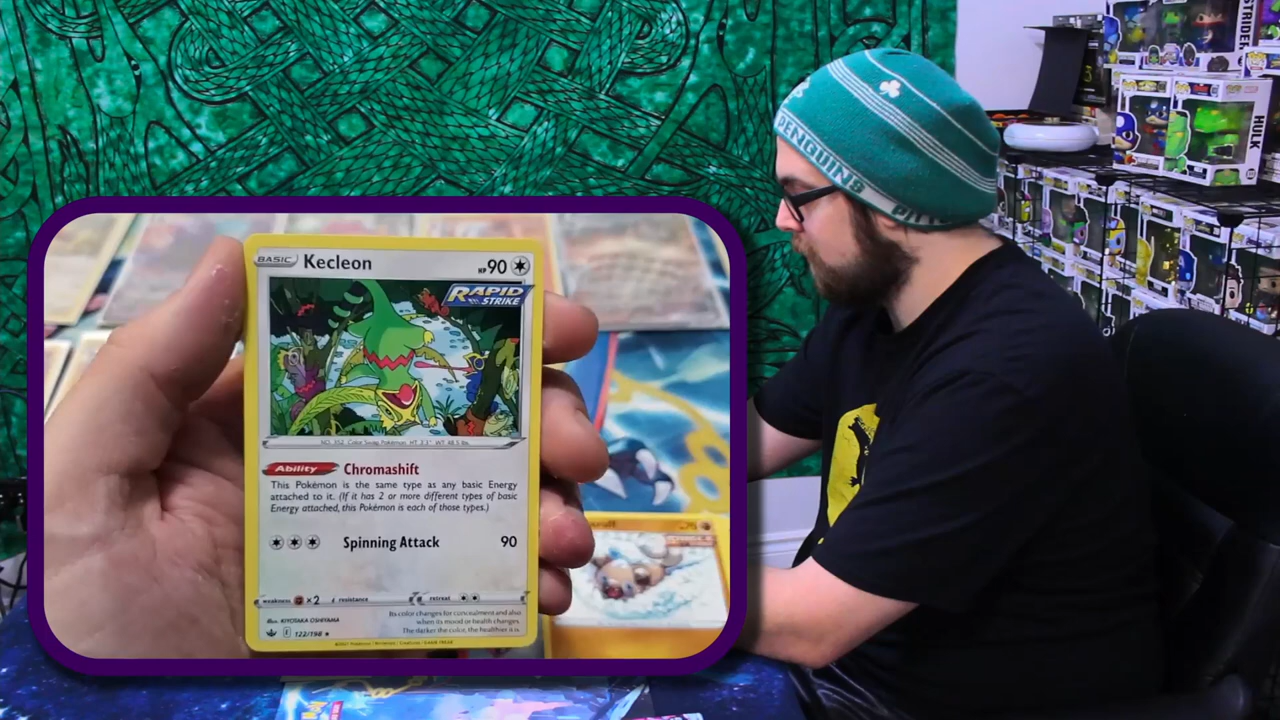 STRIDER
HULK
PENGUINS
PITT
BASIC Kecleon HP 90
RAPID
STRIKE
NO. 352 Color Swap Pokémon HT: 3'3" WT: 48.5 lbs.
Ability Chromashift
This Pokémon is the same type as any basic Energy
attached to it. (If it has 2 or more different types of basic
Energy attached, this Pokémon is each of those types.)
Spinning Attack 90
weakness ×2 resistance retreat
Its color changes for concealment and also
when its mood or health changes.
The darker the color, the healthier it is.
Illus. KIYOTAKA OSHIYAMA
I 122/198